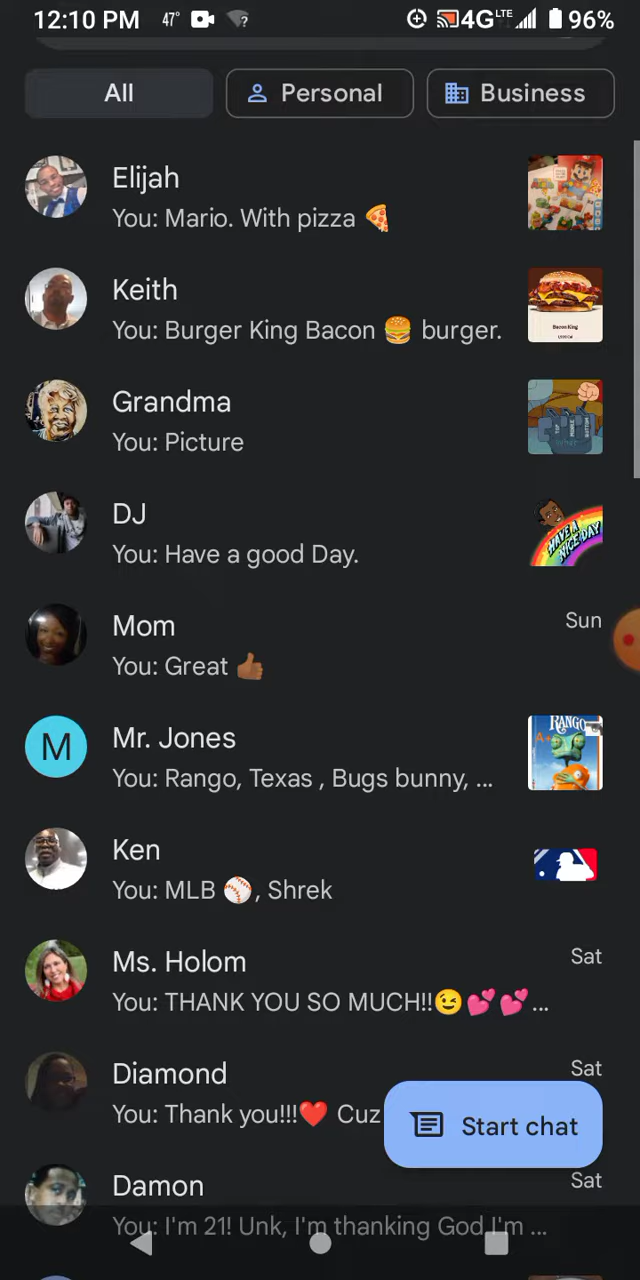 12:10 PM 47° 4G LTE 96%
All Personal Business
Elijah
You: Mario. With pizza 🍕
Keith
You: Burger King Bacon 🍔 burger.
Bacon King
Grandma
You: Picture
DJ
You: Have a good Day.
HAVE A NICE DAY
Mom Sun
You: Great 👍🏾
Mr. Jones
RANGO
A+
You: Rango, Texas , Bugs bunny, ...
Ken
You: MLB ⚾, Shrek
Ms. Holom Sat
You: THANK YOU SO MUCH!!😉💕💕...
Diamond Sat
You: Thank you!!!❤️ Cuz
Start chat
Damon Sat
You: I'm 21! Unk, I'm thanking God I'm ...